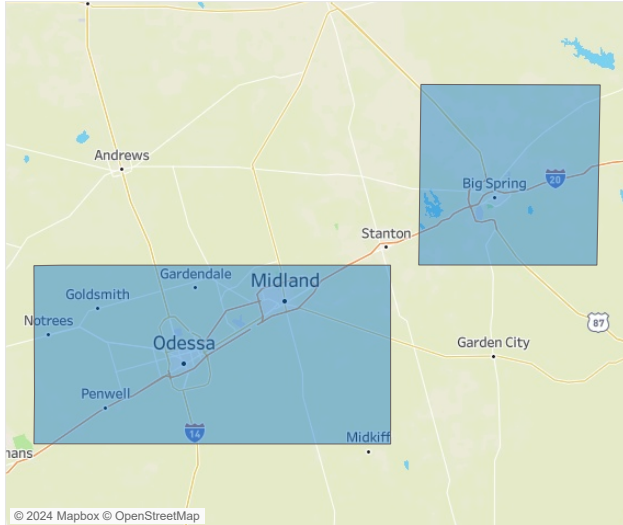 Andrews
Big Spring
20
Stanton
Gardendale
Midland
Goldsmith
Notrees
87
Odessa
Garden City
Penwell
14
Midkiff
hans
© 2024 Mapbox © OpenStreetMap